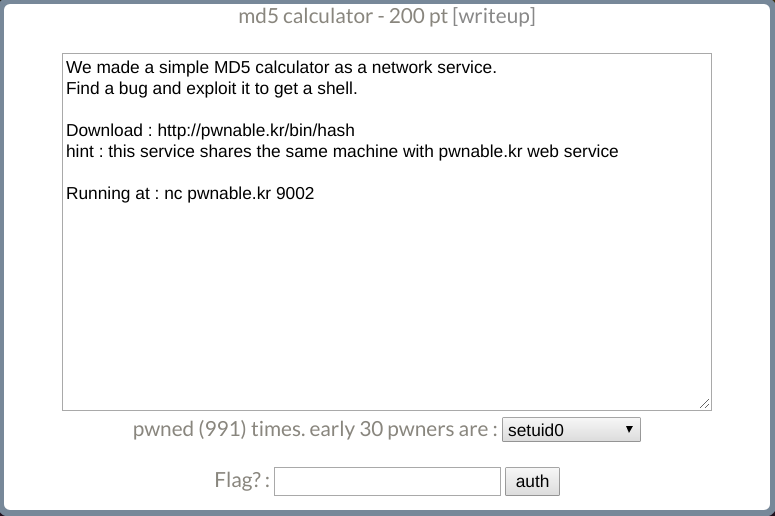 md5 calculator - 200 pt [writeup]
We made a simple MD5 calculator as a network service.
Find a bug and exploit it to get a shell.
Download : http://pwnable.kr/bin/hash
hint : this service shares the same machine with pwnable.kr web service
Running at : nc pwnable.kr 9002
pwned (991) times. early 30 pwners are : setuid0
Flag? : auth